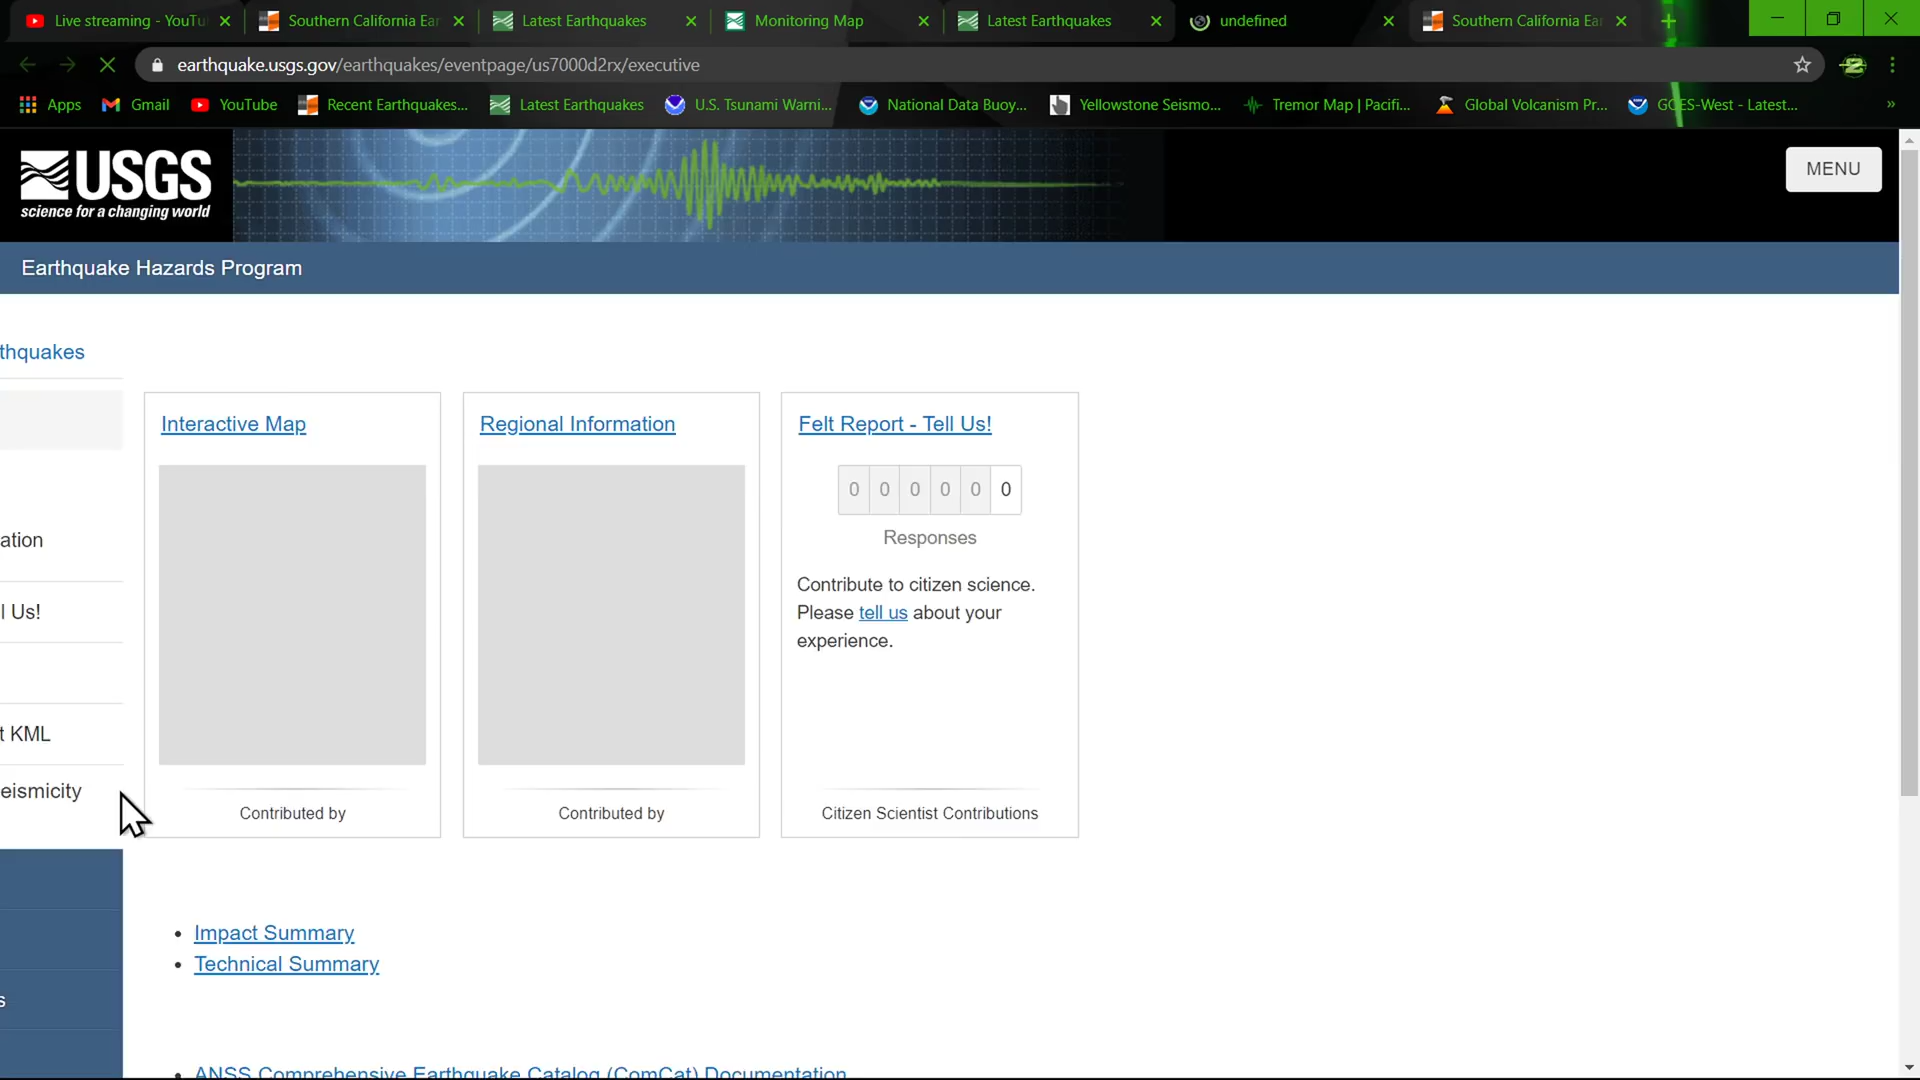 Live streaming - YouTu
Southern California Ear
Latest Earthquakes
Monitoring Map
Latest Earthquakes
undefined
Southern California Ear
earthquake.usgs.gov/earthquakes/eventpage/us7000d2rx/executive
Apps
Gmail
YouTube
Recent Earthquakes...
Latest Earthquakes
U.S. Tsunami Warni...
National Data Buoy...
Yellowstone Seismo...
Tremor Map | Pacifi...
Global Volcanism Pr...
GOES-West - Latest...
»
USGS
science for a changing world
MENU
Earthquake Hazards Program
thquakes
ation
l Us!
t KML
eismicity
s
Interactive Map
Contributed by
Regional Information
Contributed by
Felt Report - Tell Us!
0 0 0 0 0 0
Responses
Contribute to citizen science.
Please tell us about your
experience.
Citizen Scientist Contributions
• Impact Summary
• Technical Summary
• ANSS Comprehensive Earthquake Catalog (ComCat) Documentation